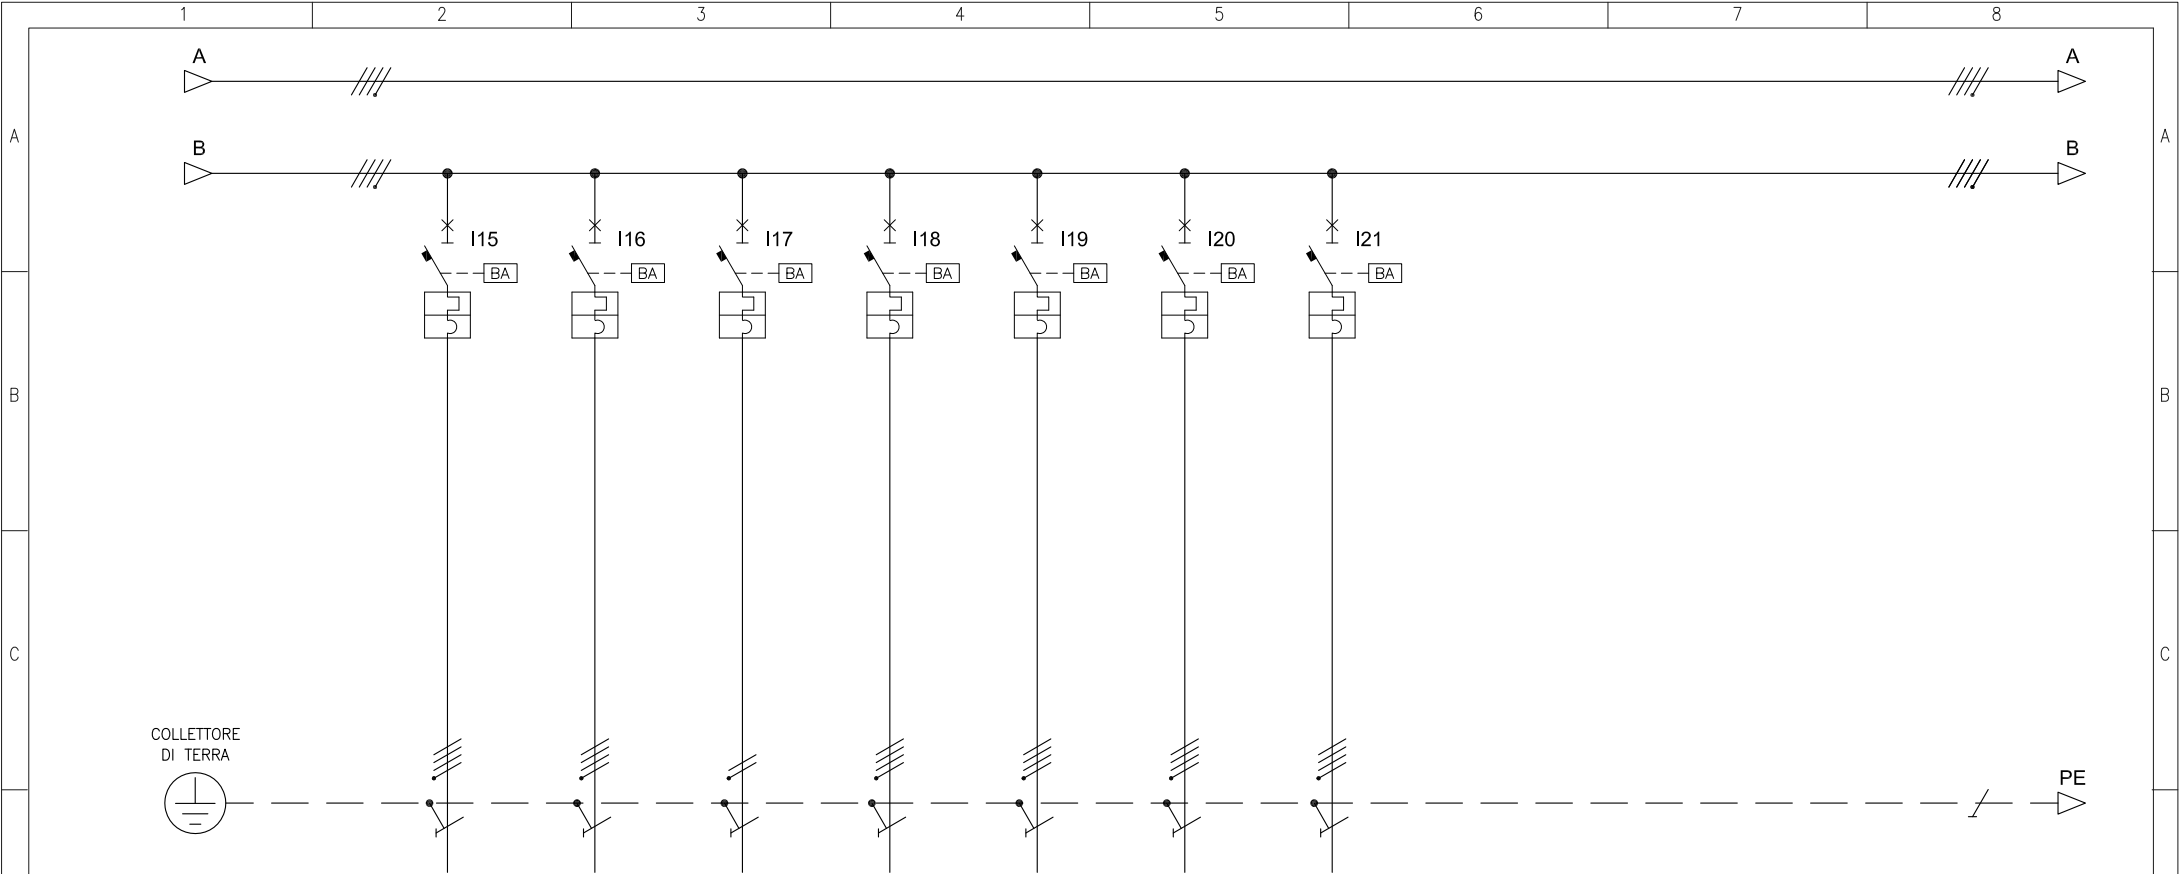 1 2 3 4 5 6 7 8
A A
A A
B B
I15 I16 I17 I18 I19 I20 I21
BA BA BA BA BA BA BA
B B
C C
COLLETTORE
DI TERRA
PE